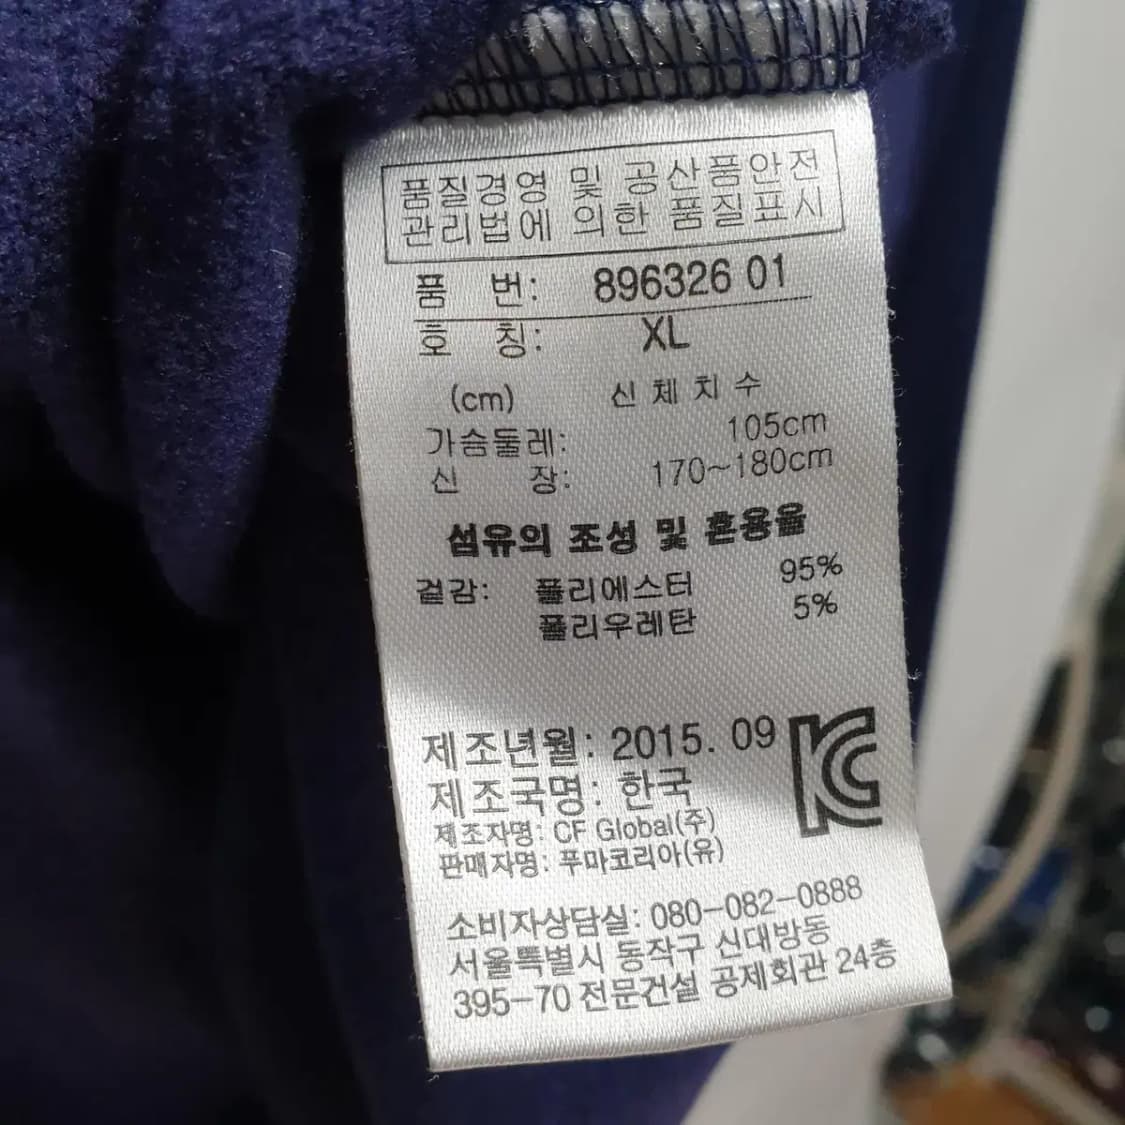 품질경영 및 공산품안전
관리법에 의한 품질표시
품 번: 896326 01
호 칭: XL
(cm) 신체치수
가슴둘레: 105cm
신 장: 170~180cm
섬유의 조성 및 혼용율
겉감: 폴리에스터 95%
폴리우레탄 5%
제조년월: 2015. 09
제조국명: 한국
제조자명: CF Global(주)
판매자명: 푸마코리아(유)
소비자상담실: 080-082-0888
서울특별시 동작구 신대방동
395-70 전문건설 공제회관 24층